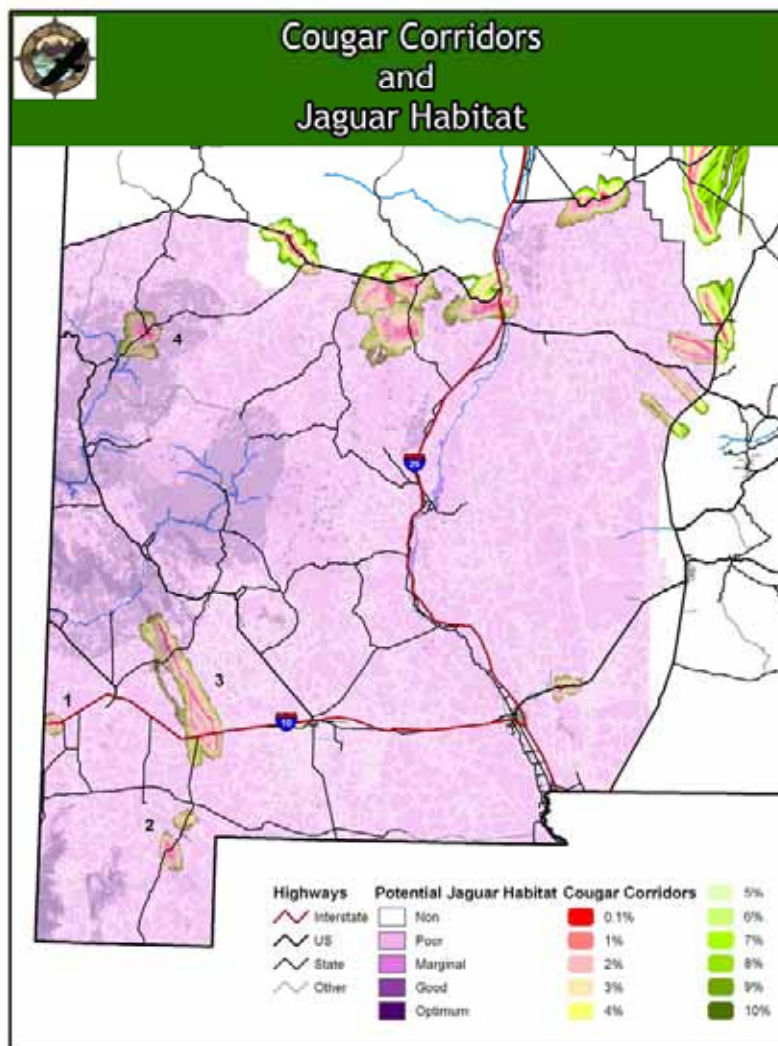 Cougar Corridors
and
Jaguar Habitat
4
25
3
1
10
2
Highways
Interstate
US
State
Other
Potential Jaguar Habitat
Non
Poor
Marginal
Good
Optimum
Cougar Corridors
0.1%
1%
2%
3%
4%
5%
6%
7%
8%
9%
10%